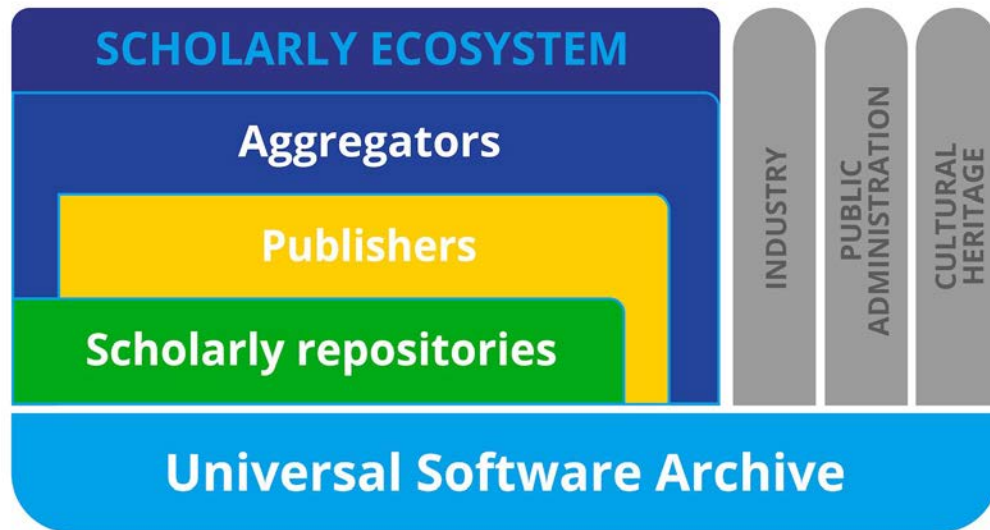 SCHOLARLY ECOSYSTEM
Aggregators
Publishers
Scholarly repositories
INDUSTRY
PUBLIC
ADMINISTRATION
CULTURAL
HERITAGE
Universal Software Archive